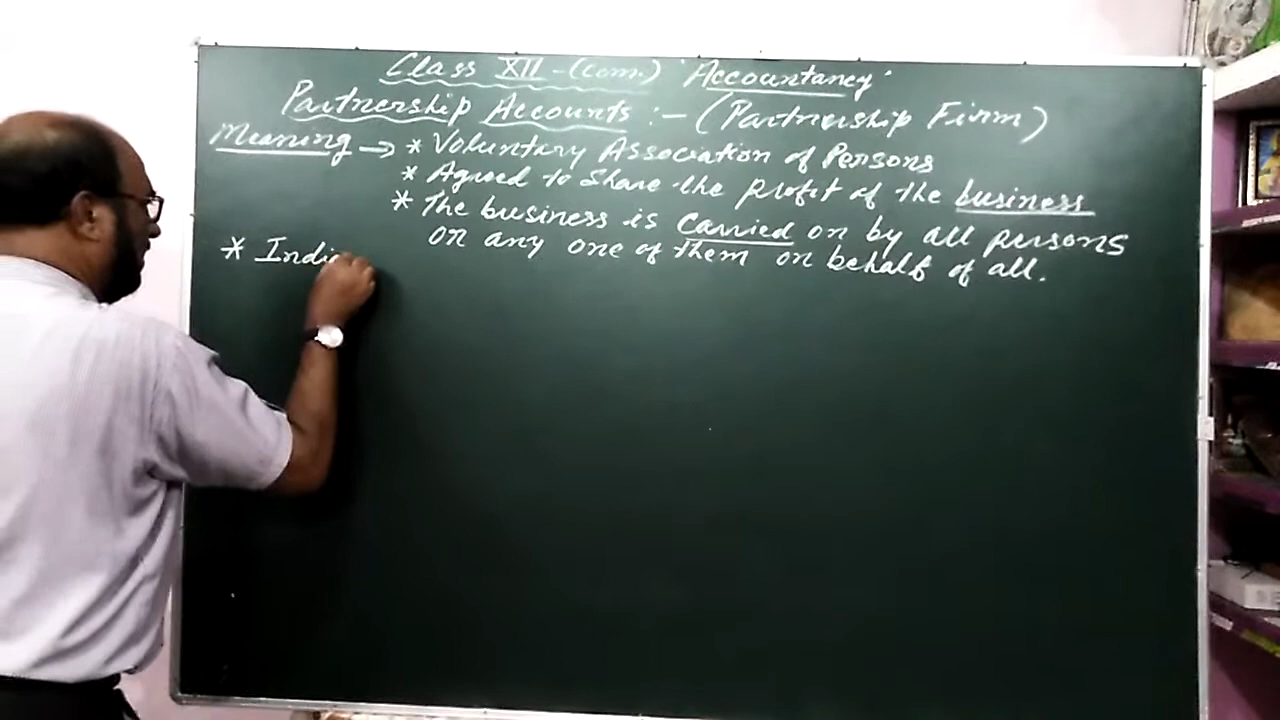 Class XII - (com.) 'Accountancy'
Partnership Accounts :- (Partnership Firm)
Meaning → * Voluntary Association of Persons
* Agreed to Share the profit of the business
* The business is carried on by all persons
or any one of them on behalf of all.
* Indi